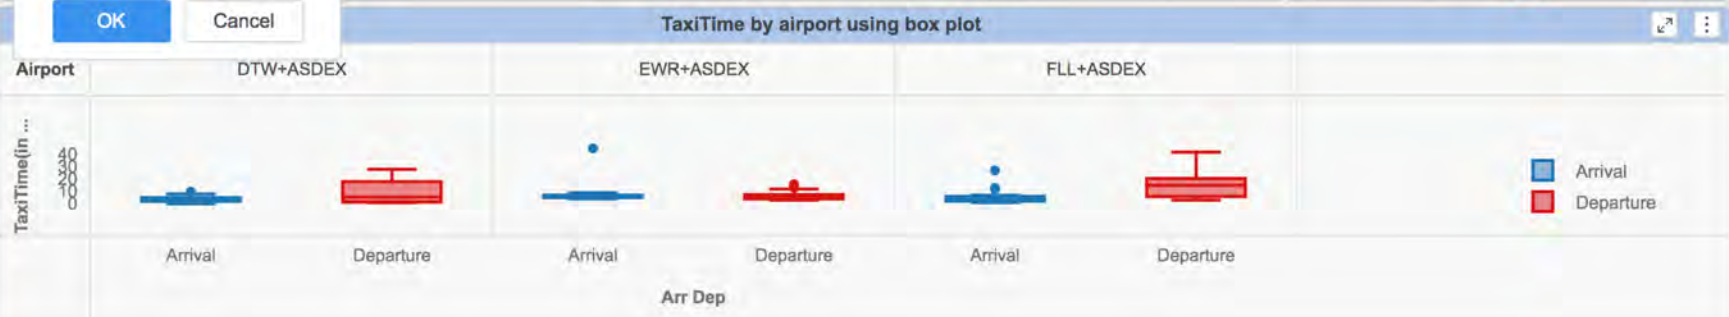 OK Cancel
TaxiTime by airport using box plot
Airport DTW+ASDEX EWR+ASDEX FLL+ASDEX
TaxiTime(in ...
40
30
20
10
0
Arrival
Departure
Arrival Departure Arrival Departure Arrival Departure
Arr Dep